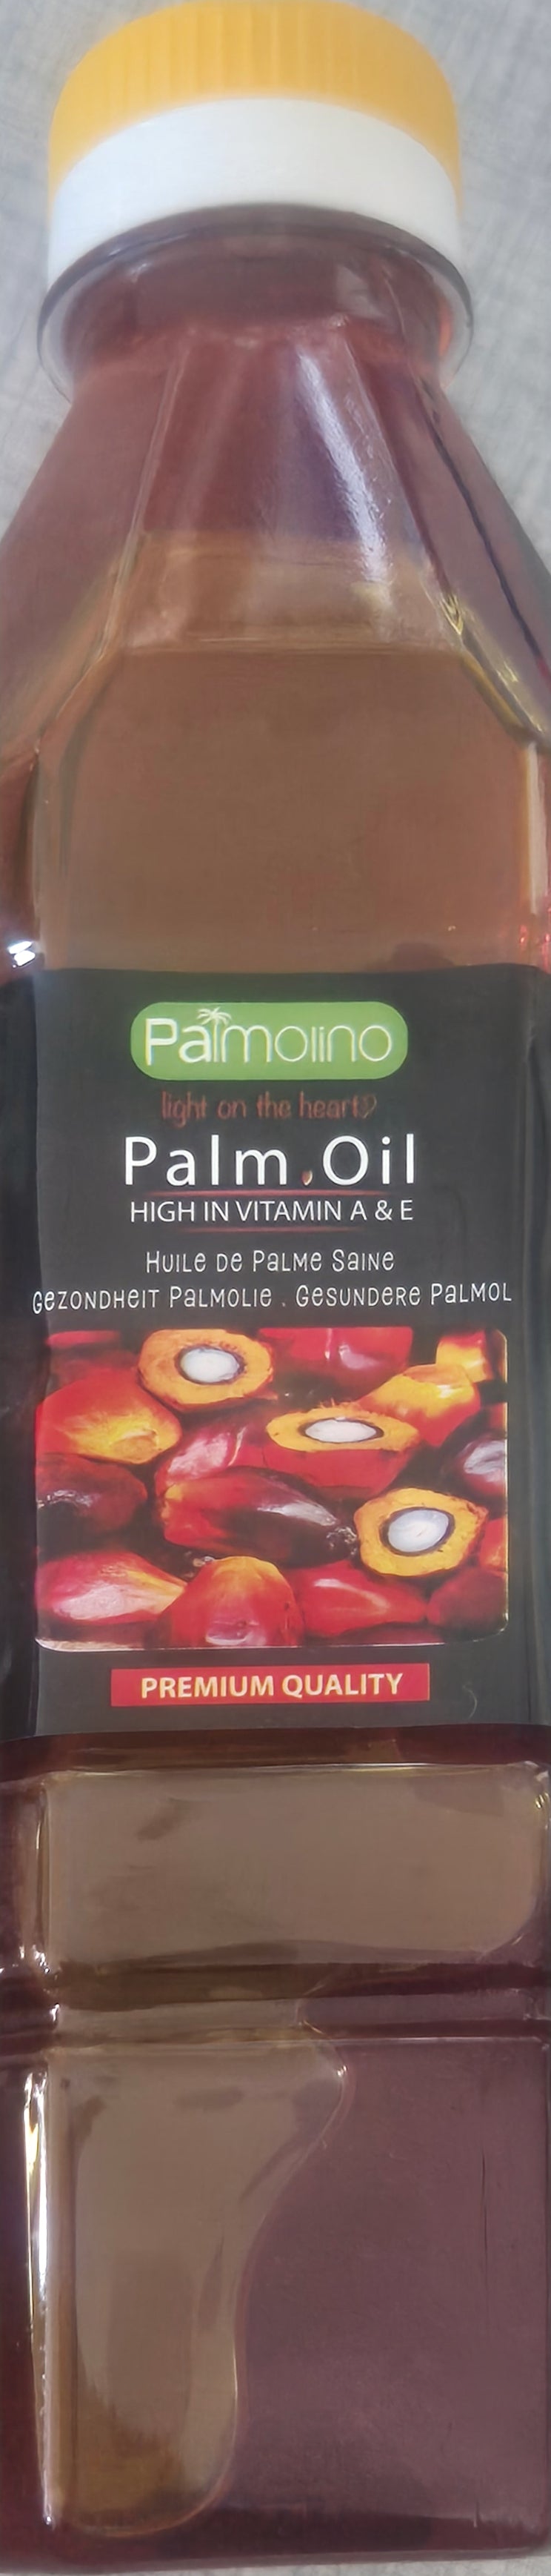 Palmolino
light on the heart
Palm Oil
HIGH IN VITAMIN A & E
HUILE DE PALME SAINE
GEZONDHEIT PALMOLIE . GESUNDERE PALMOL
PREMIUM QUALITY